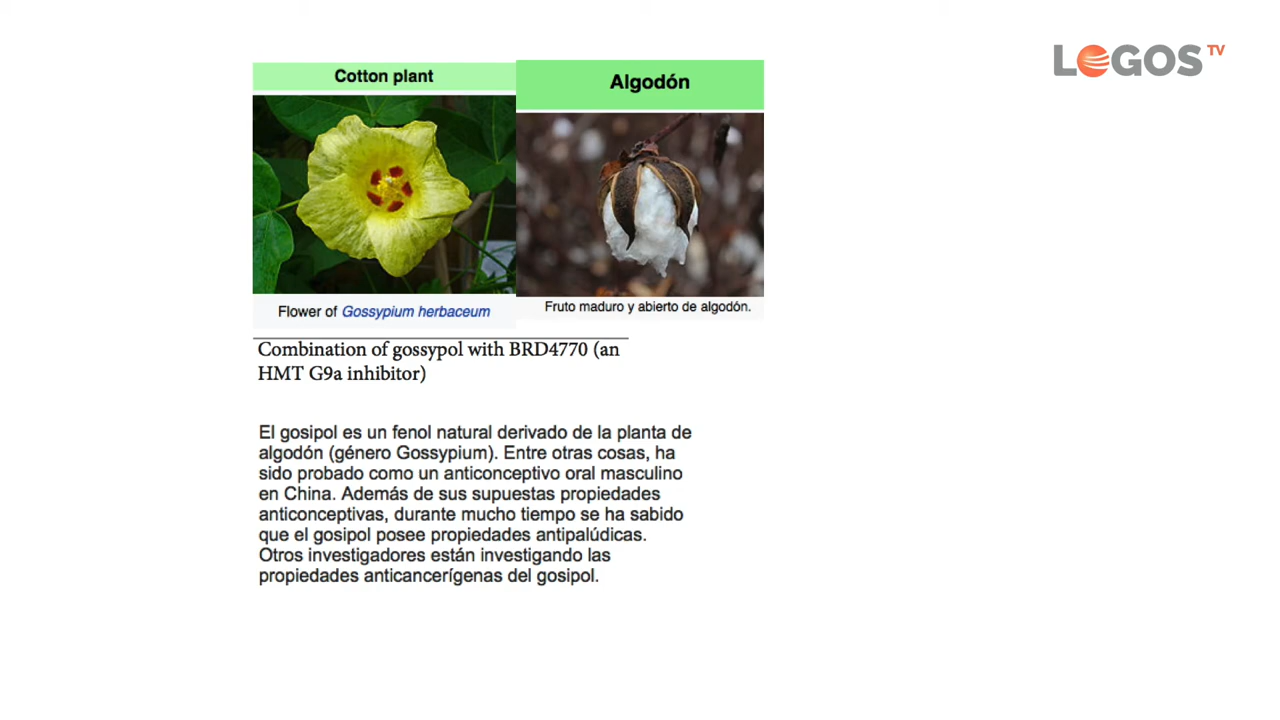 LOGOS TV
Cotton plant
Algodón
Flower of Gossypium herbaceum
Fruto maduro y abierto de algodón.
Combination of gossypol with BRD4770 (an
HMT G9a inhibitor)
El gosipol es un fenol natural derivado de la planta de
algodón (género Gossypium). Entre otras cosas, ha
sido probado como un anticonceptivo oral masculino
en China. Además de sus supuestas propiedades
anticonceptivas, durante mucho tiempo se ha sabido
que el gosipol posee propiedades antipalúdicas.
Otros investigadores están investigando las
propiedades anticancerígenas del gosipol.